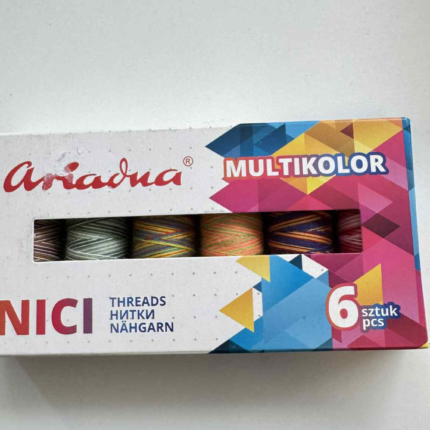 ariadna®
MULTIKOLOR
NICI
THREADS
НИТКИ
NÄHGARN
6 sztuk
pcs